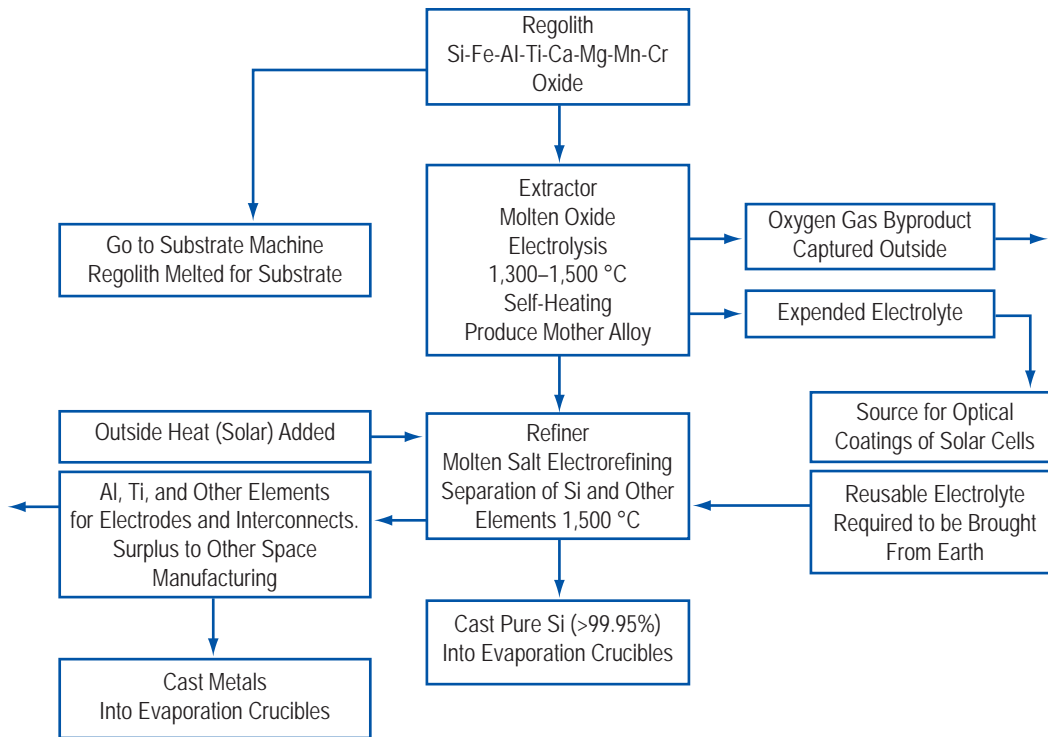 Regolith
Si-Fe-Al-Ti-Ca-Mg-Mn-Cr
Oxide
Extractor
Molten Oxide
Electrolysis
1,300–1,500 °C
Self-Heating
Produce Mother Alloy
Go to Substrate Machine
Regolith Melted for Substrate
Oxygen Gas Byproduct
Captured Outside
Expended Electrolyte
Source for Optical
Coatings of Solar Cells
Outside Heat (Solar) Added
Refiner
Molten Salt Electrorefining
Separation of Si and Other
Elements 1,500 °C
Reusable Electrolyte
Required to be Brought
From Earth
Al, Ti, and Other Elements
for Electrodes and Interconnects.
Surplus to Other Space
Manufacturing
Cast Pure Si (>99.95%)
Into Evaporation Crucibles
Cast Metals
Into Evaporation Crucibles